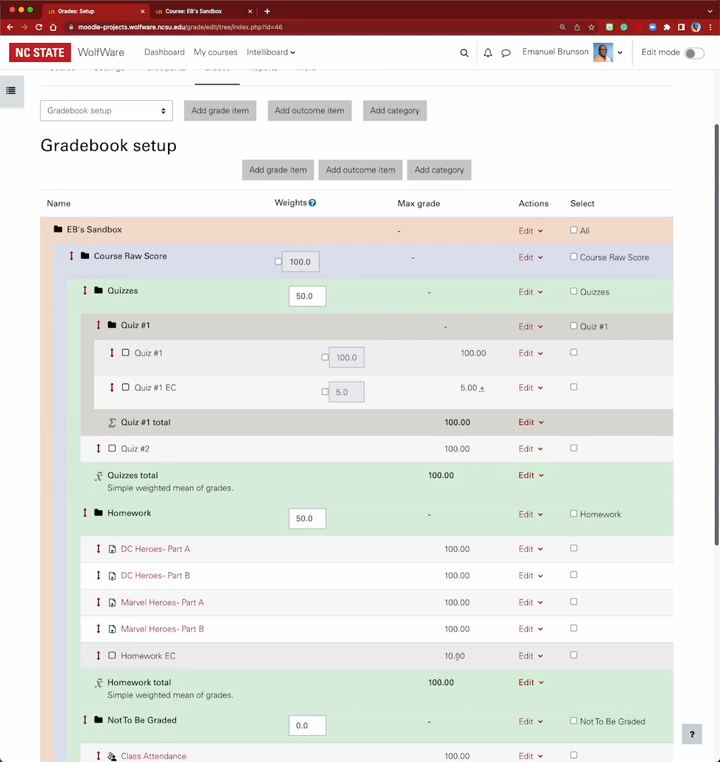 Grades: Setup
Course: EB's Sandbox
moodle-projects.wolfware.ncsu.edu/grade/edit/tree/index.php?id=46
NC STATE WolfWare Dashboard My courses Intelliboard Emanuel Brunson Edit mode
Gradebook setup Add grade item Add outcome item Add category
Gradebook setup
Add grade item Add outcome item Add category
Name Weights ? Max grade Actions Select
EB's Sandbox - Edit All
Course Raw Score 100.0 - Edit Course Raw Score
Quizzes 50.0 - Edit Quizzes
Quiz #1 - Edit Quiz #1
Quiz #1 100.0 100.00 Edit
Quiz #1 EC 5.0 5.00 + Edit
Σ Quiz #1 total 100.00 Edit
Quiz #2 100.00 Edit
Quizzes total 100.00 Edit
Simple weighted mean of grades.
Homework 50.0 - Edit Homework
DC Heroes- Part A 100.00 Edit
DC Heroes- Part B 100.00 Edit
Marvel Heroes- Part A 100.00 Edit
Marvel Heroes- Part B 100.00 Edit
Homework EC 10.00 Edit
Homework total 100.00 Edit
Simple weighted mean of grades.
Not To Be Graded 0.0 - Edit Not To Be Graded
Class Attendance 100.00 Edit
?